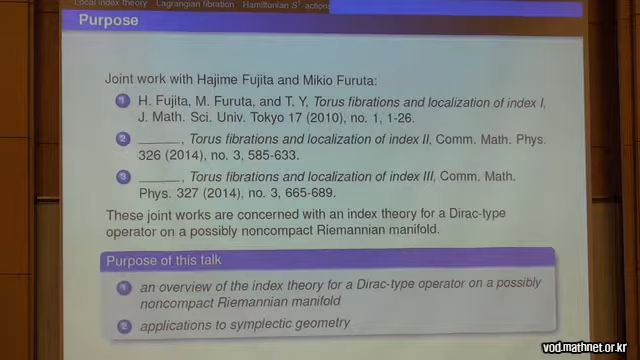 Local index theory Lagrangian fibration Hamiltonian S¹-actions
Purpose
Joint work with Hajime Fujita and Mikio Furuta:
1 H. Fujita, M. Furuta, and T. Y, Torus fibrations and localization of index I,
J. Math. Sci. Univ. Tokyo 17 (2010), no. 1, 1-26.
2 ______, Torus fibrations and localization of index II, Comm. Math. Phys.
326 (2014), no. 3, 585-633.
3 ______, Torus fibrations and localization of index III, Comm. Math.
Phys. 327 (2014), no. 3, 665-689.
These joint works are concerned with an index theory for a Dirac-type
operator on a possibly noncompact Riemannian manifold.
Purpose of this talk
1 an overview of the index theory for a Dirac-type operator on a possibly
noncompact Riemannian manifold
2 applications to symplectic geometry
vod.mathnet.or.kr